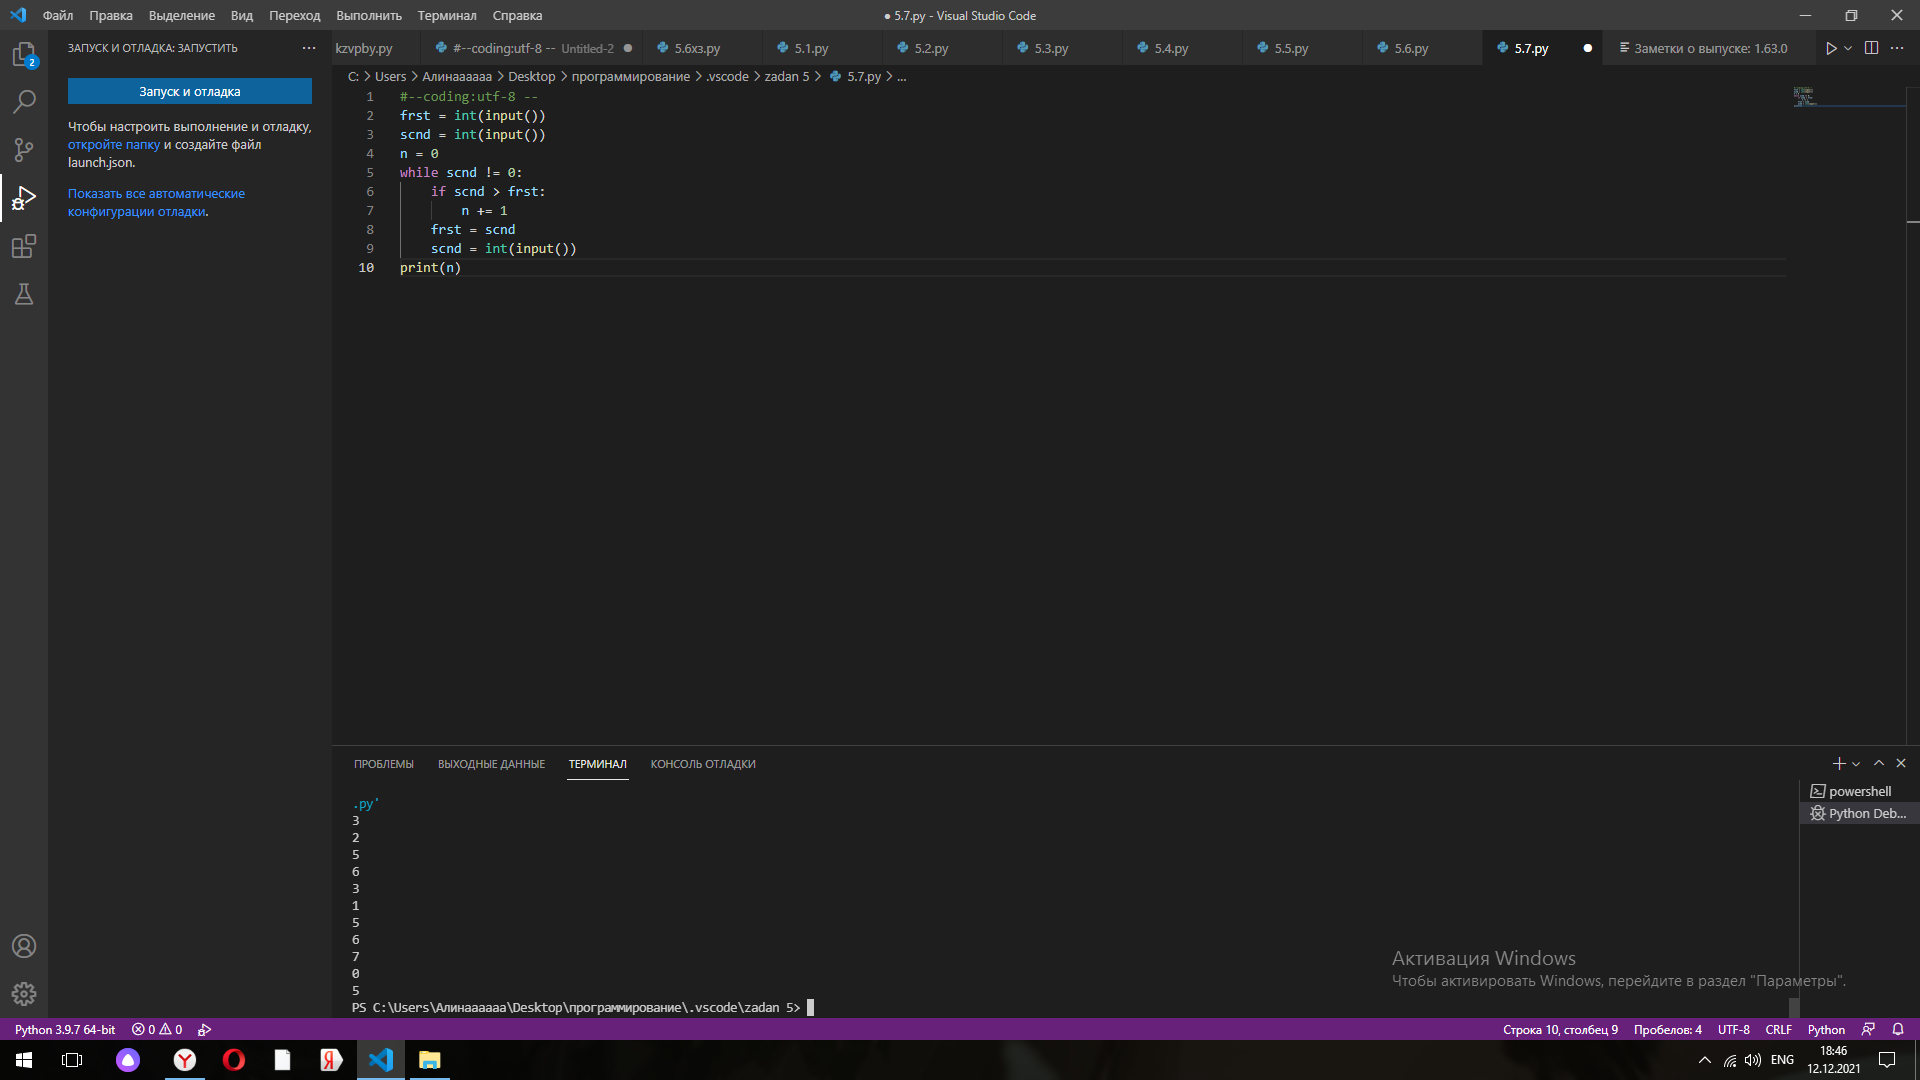 Файл Правка Выделение Вид Переход Выполнить Терминал Справка
● 5.7.py - Visual Studio Code
2
ЗАПУСК И ОТЛАДКА: ЗАПУСТИТЬ
Запуск и отладка
Чтобы настроить выполнение и отладку,
откройте папку и создайте файл
launch.json.
Показать все автоматические
конфигурации отладки.
kzvpby.py #--coding:utf-8 -- Untitled-2 5.6хз.py 5.1.py 5.2.py 5.3.py 5.4.py 5.5.py 5.6.py 5.7.py Заметки о выпуске: 1.63.0
C: > Users > Алинаааааа > Desktop > программирование > .vscode > zadan 5 > 5.7.py > ...
1 #--coding:utf-8 --
2 frst = int(input())
3 scnd = int(input())
4 n = 0
5 while scnd != 0:
6 if scnd > frst:
7 n += 1
8 frst = scnd
9 scnd = int(input())
10 print(n)
ПРОБЛЕМЫ ВЫХОДНЫЕ ДАННЫЕ ТЕРМИНАЛ КОНСОЛЬ ОТЛАДКИ
.py'
3
2
5
6
3
1
5
6
7
0
5
PS C:\Users\Алинаааааа\Desktop\программирование\.vscode\zadan 5>
powershell
Python Deb...
Активация Windows
Чтобы активировать Windows, перейдите в раздел "Параметры".
Python 3.9.7 64-bit 0 0
Строка 10, столбец 9 Пробелов: 4 UTF-8 CRLF Python
ENG
18:46
12.12.2021